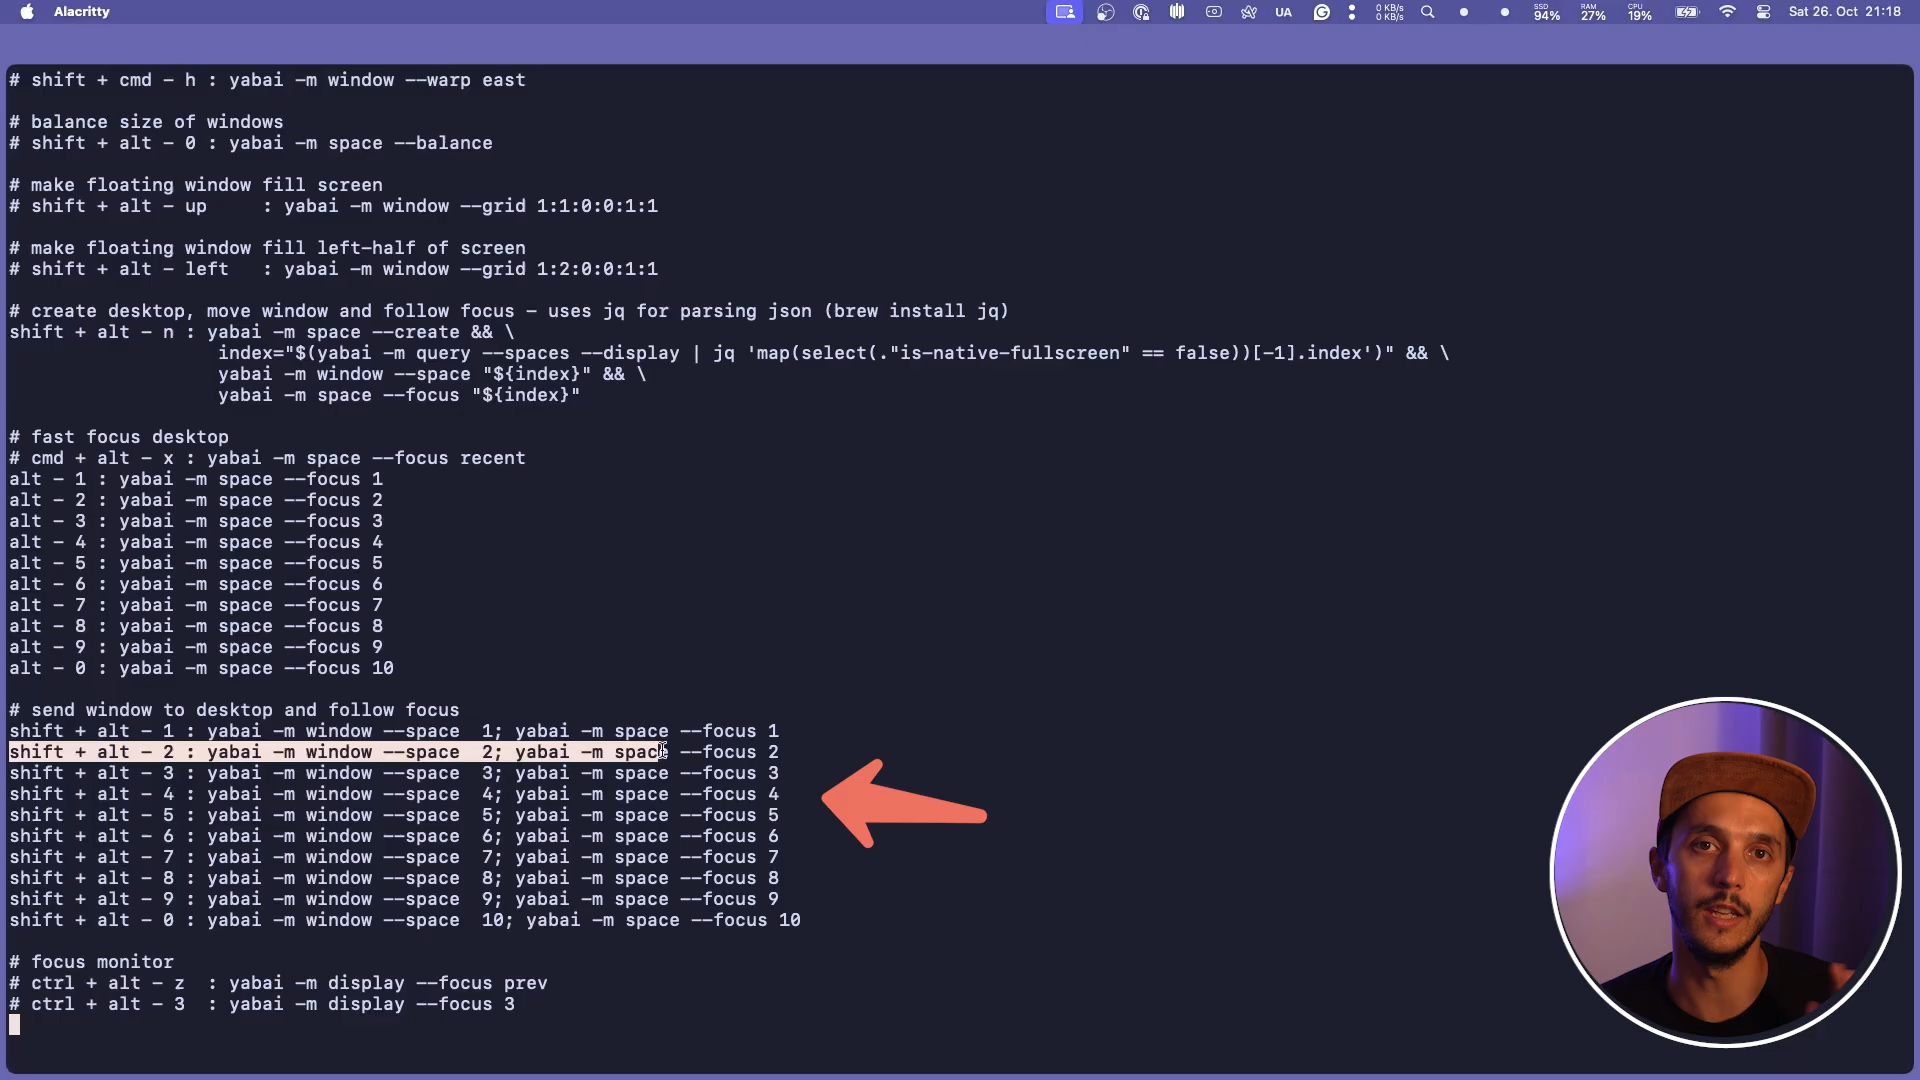 Alacritty
UA
0 KB/s
0 KB/s
SSD
94%
RAM
27%
CPU
19%
Sat 26. Oct 21:18
# shift + cmd - h : yabai -m window --warp east
# balance size of windows
# shift + alt - 0 : yabai -m space --balance
# make floating window fill screen
# shift + alt - up     : yabai -m window --grid 1:1:0:0:1:1
# make floating window fill left-half of screen
# shift + alt - left   : yabai -m window --grid 1:2:0:0:1:1
# create desktop, move window and follow focus - uses jq for parsing json (brew install jq)
shift + alt - n : yabai -m space --create && \
                   index="$(yabai -m query --spaces --display | jq 'map(select(."is-native-fullscreen" == false))[-1].index')" && \
                   yabai -m window --space "${index}" && \
                   yabai -m space --focus "${index}"
# fast focus desktop
# cmd + alt - x : yabai -m space --focus recent
alt - 1 : yabai -m space --focus 1
alt - 2 : yabai -m space --focus 2
alt - 3 : yabai -m space --focus 3
alt - 4 : yabai -m space --focus 4
alt - 5 : yabai -m space --focus 5
alt - 6 : yabai -m space --focus 6
alt - 7 : yabai -m space --focus 7
alt - 8 : yabai -m space --focus 8
alt - 9 : yabai -m space --focus 9
alt - 0 : yabai -m space --focus 10
# send window to desktop and follow focus
shift + alt - 1 : yabai -m window --space  1; yabai -m space --focus 1
shift + alt - 2 : yabai -m window --space  2; yabai -m space --focus 2
shift + alt - 3 : yabai -m window --space  3; yabai -m space --focus 3
shift + alt - 4 : yabai -m window --space  4; yabai -m space --focus 4
shift + alt - 5 : yabai -m window --space  5; yabai -m space --focus 5
shift + alt - 6 : yabai -m window --space  6; yabai -m space --focus 6
shift + alt - 7 : yabai -m window --space  7; yabai -m space --focus 7
shift + alt - 8 : yabai -m window --space  8; yabai -m space --focus 8
shift + alt - 9 : yabai -m window --space  9; yabai -m space --focus 9
shift + alt - 0 : yabai -m window --space  10; yabai -m space --focus 10
# focus monitor
# ctrl + alt - z  : yabai -m display --focus prev
# ctrl + alt - 3  : yabai -m display --focus 3